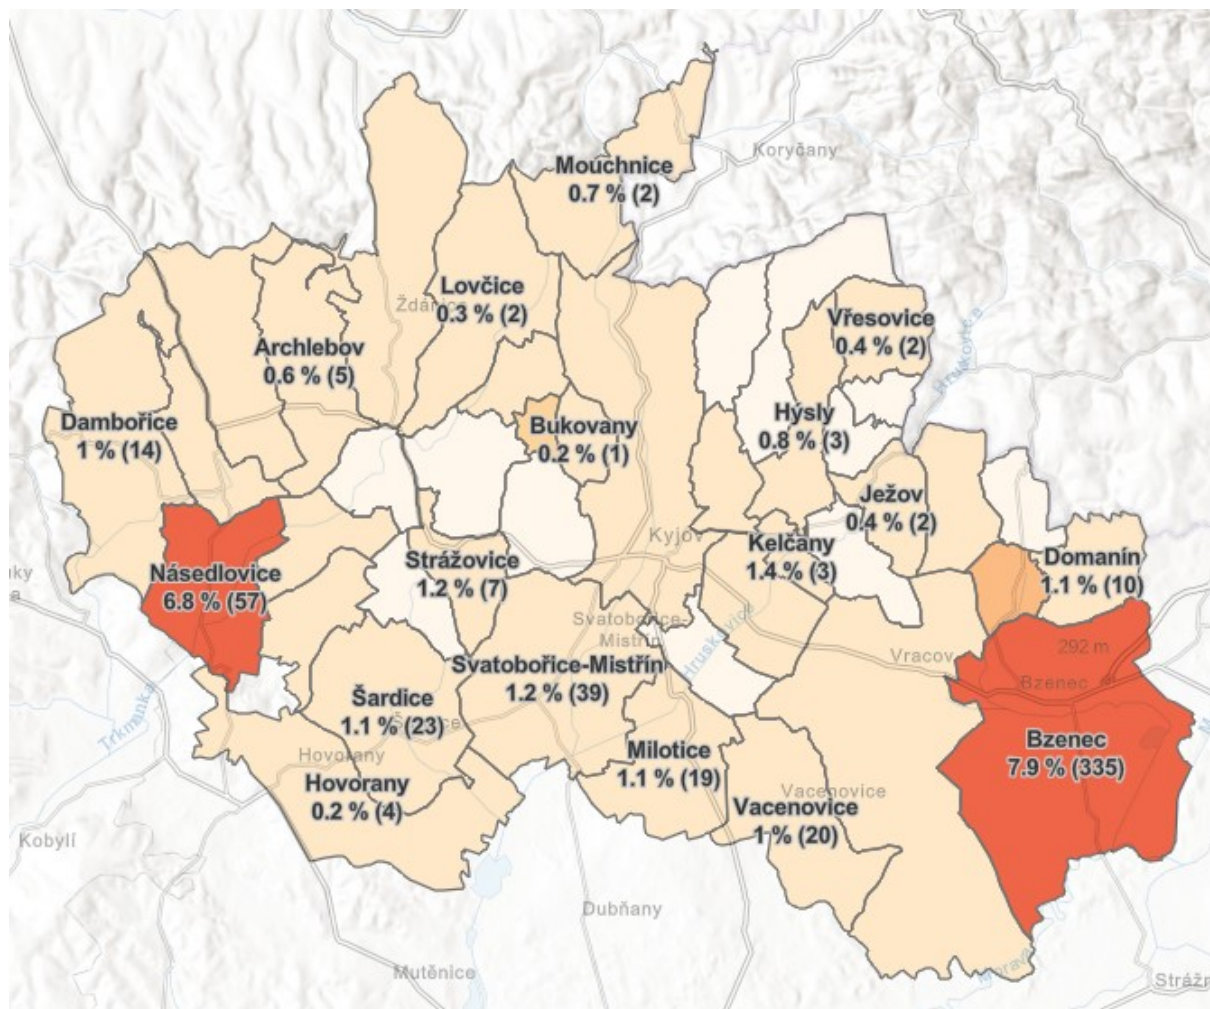 Koryčany
Mouchnice
0.7 % (2)
Lovčice
0.3 % (2)
Vřesovice
0.4 % (2)
Archlebov
0.6 % (5)
Hruškovice
Dambořice
1 % (14)
Bukovany
0.2 % (1)
Hýsly
0.8 % (3)
Ježov
0.4 % (2)
Kyjov
Kelčany
1.4 % (3)
Strážovice
1.2 % (7)
Domanín
1.1 % (10)
Násedlovice
6.8 % (57)
Svatobořice-
Mistřín
Hruškovice
292 m
Vracov
Bzenec
Svatobořice-Mistřín
1.2 % (39)
Šardice
1.1 % (23)
Trkmanka
Hovorany
Milotice
1.1 % (19)
Bzenec
7.9 % (335)
Hovorany
0.2 % (4)
Vacenovice
Vacenovice
1 % (20)
Kobylí
Dubňany
Mutěnice
Morava